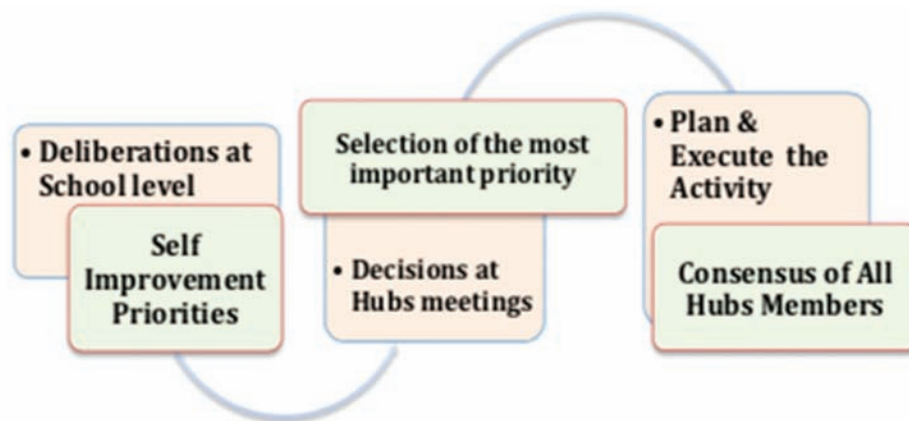 • Deliberations at
School level
Self
Improvement
Priorities
Selection of the most
important priority
• Decisions at
Hubs meetings
• Plan &
Execute the
Activity
Consensus of All
Hubs Members